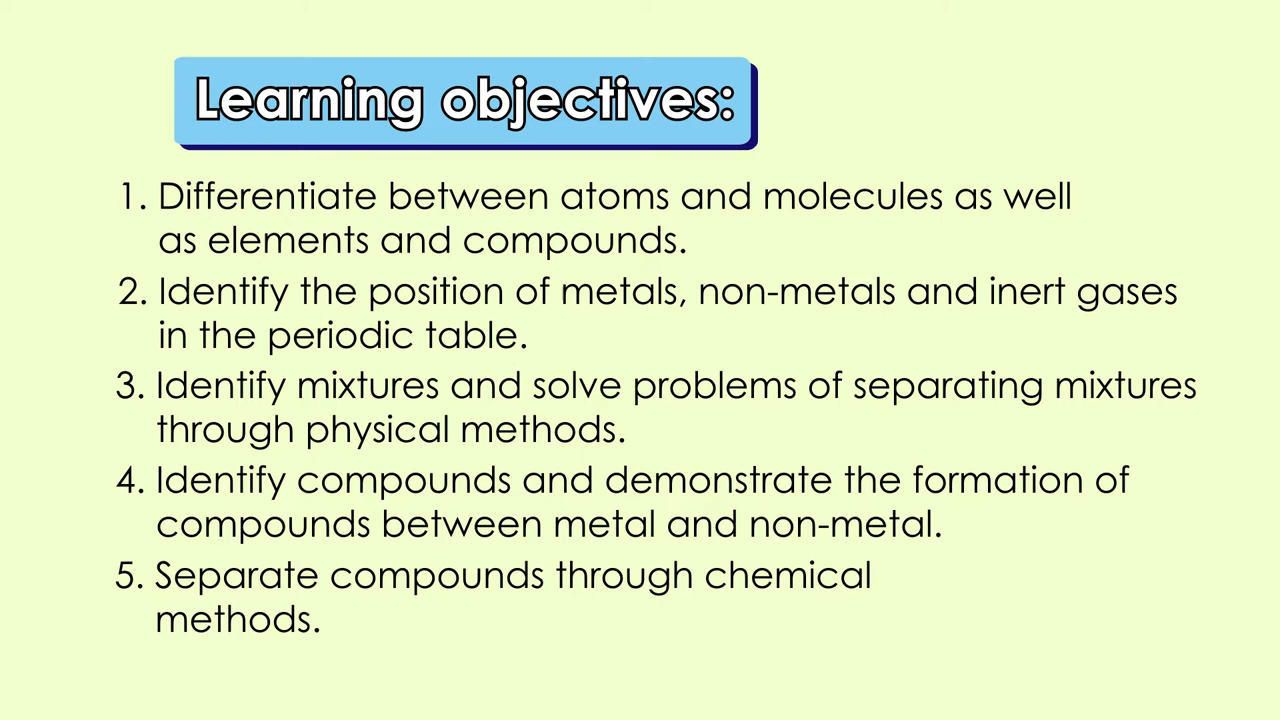 Learning objectives:
1. Differentiate between atoms and molecules as well
as elements and compounds.
2. Identify the position of metals, non-metals and inert gases
in the periodic table.
3. Identify mixtures and solve problems of separating mixtures
through physical methods.
4. Identify compounds and demonstrate the formation of
compounds between metal and non-metal.
5. Separate compounds through chemical
methods.